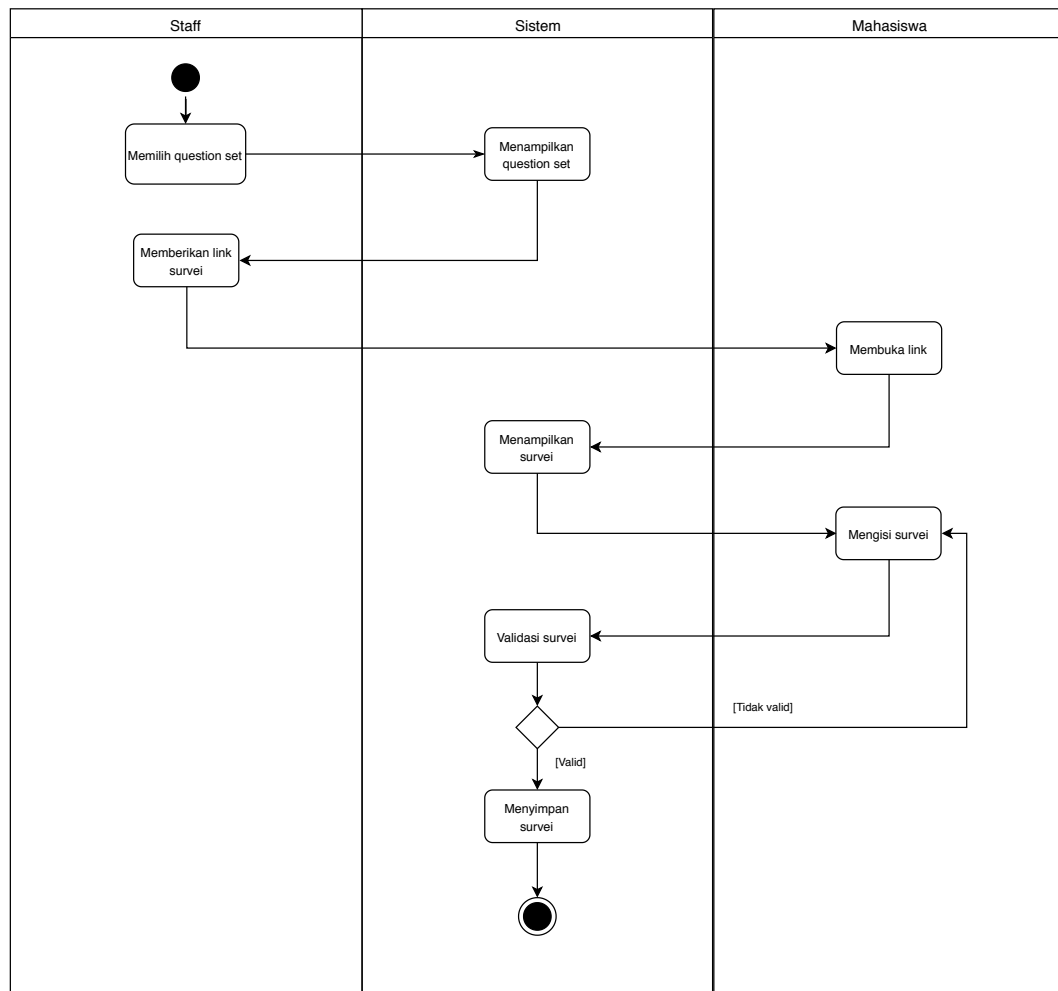 Staff
Sistem
Mahasiswa
Memilih question set
Menampilkan
question set
Memberikan link
survei
Membuka link
Menampilkan
survei
Mengisi survei
Validasi survei
[Tidak valid]
[Valid]
Menyimpan
survei